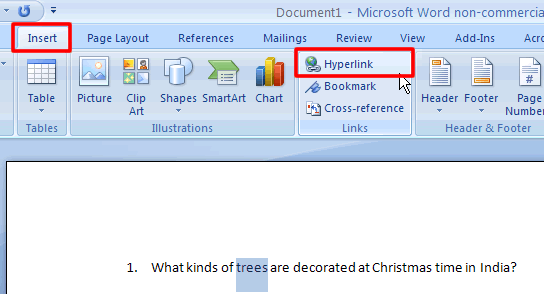 Document1 - Microsoft Word non-commercia
Insert Page Layout References Mailings Review View Add-Ins Acro
Table Picture Clip Art Shapes SmartArt Chart Hyperlink Bookmark Cross-reference Header Footer Page Number
Tables Illustrations Links Header & Footer
1. What kinds of trees are decorated at Christmas time in India?